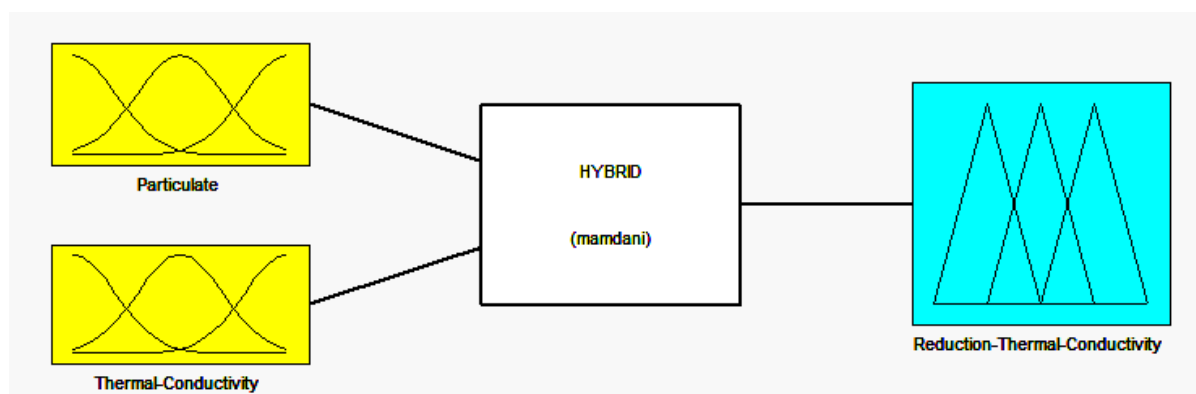 Particulate
HYBRID
(mamdani)
Thermal-Conductivity
Reduction-Thermal-Conductivity